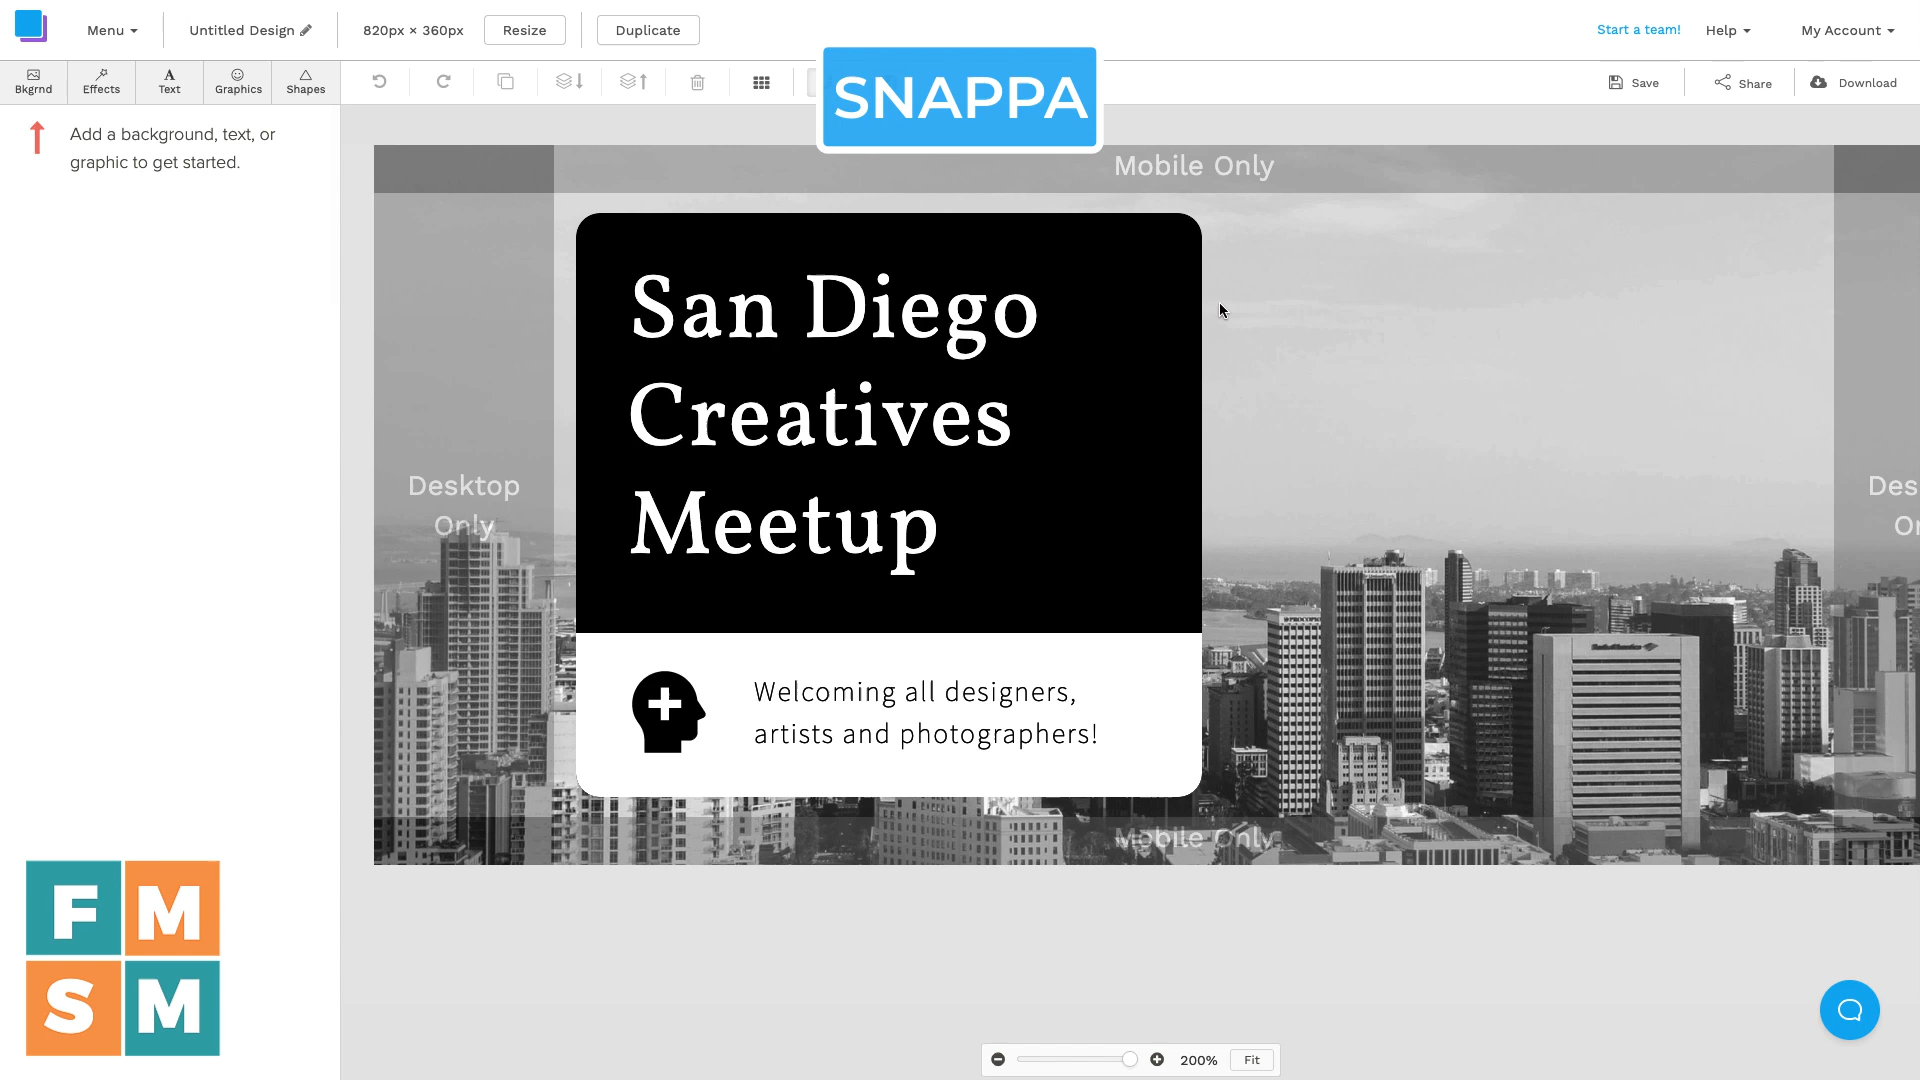 Menu
Untitled Design
820px × 360px
Resize
Duplicate
Start a team!
Help
My Account
Bkgrnd
Effects
Text
Graphics
Shapes
SNAPPA
Save
Share
Download
Add a background, text, or
graphic to get started.
Mobile Only
San Diego
Creatives
Meetup
Desktop
Only
Des
Or
Welcoming all designers,
artists and photographers!
Mobile Only
F M
S M
200%
Fit